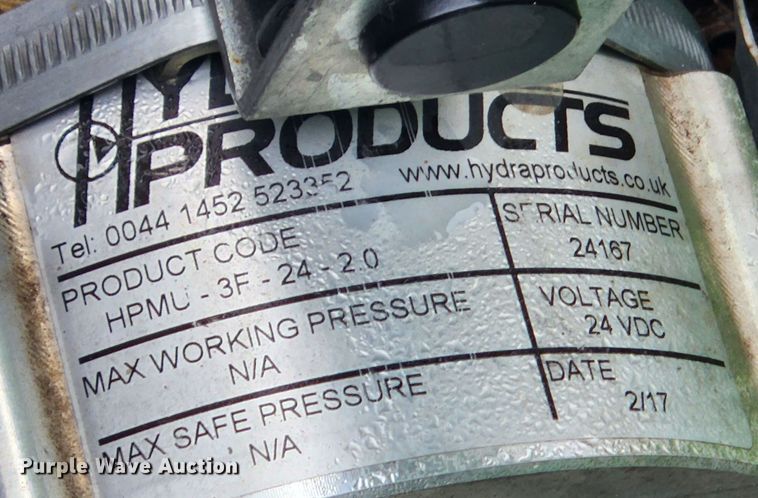 PRODUCTS
www.hydraproducts.co.uk
Tel: 0044 1452 523352
PRODUCT CODE
HPMU - 3F - 24 - 2.0
SERIAL NUMBER
24167
MAX WORKING PRESSURE
N/A
VOLTAGE
24 VDC
MAX SAFE PRESSURE
N/A
DATE
2/17
Purple Wave Auction